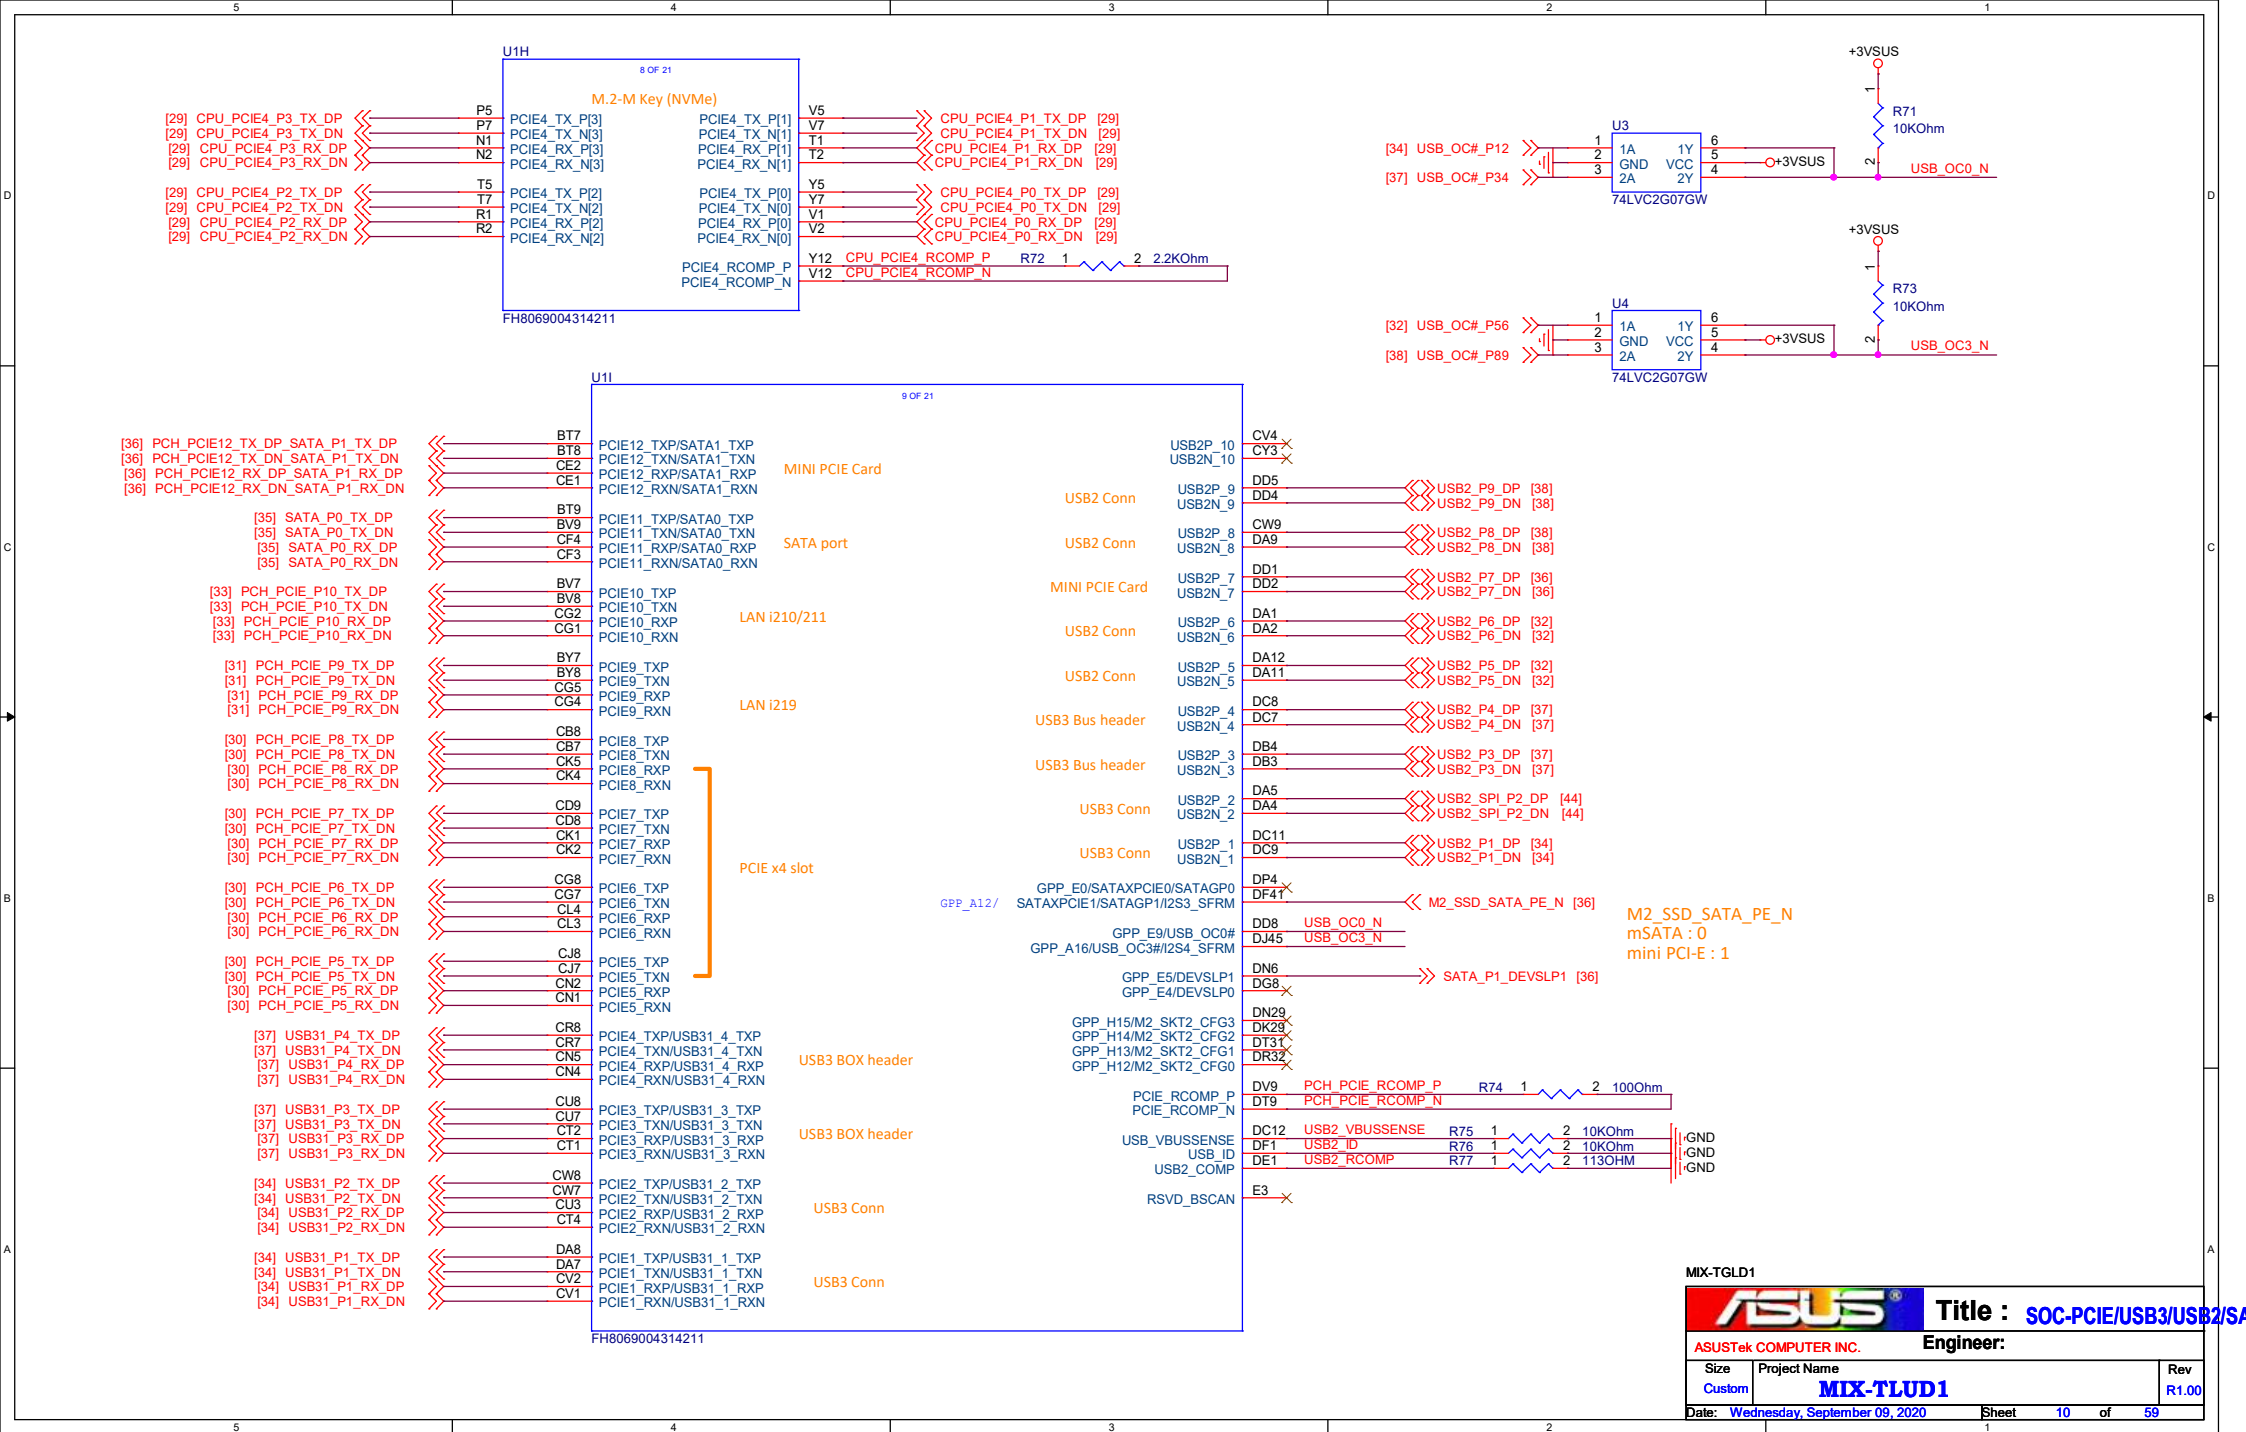 5 4 3 2 1
U1H
8 OF 21
M.2-M Key (NVMe)
[29] CPU_PCIE4_P3_TX_DP P5 PCIE4_TX_P[3]
[29] CPU_PCIE4_P3_TX_DN P7 PCIE4_TX_N[3]
[29] CPU_PCIE4_P3_RX_DP N1 PCIE4_RX_P[3]
[29] CPU_PCIE4_P3_RX_DN N2 PCIE4_RX_N[3]
[29] CPU_PCIE4_P2_TX_DP T5 PCIE4_TX_P[2]
[29] CPU_PCIE4_P2_TX_DN T7 PCIE4_TX_N[2]
[29] CPU_PCIE4_P2_RX_DP R1 PCIE4_RX_P[2]
[29] CPU_PCIE4_P2_RX_DN R2 PCIE4_RX_N[2]
PCIE4_TX_P[1] V5 CPU_PCIE4_P1_TX_DP [29]
PCIE4_TX_N[1] V7 CPU_PCIE4_P1_TX_DN [29]
PCIE4_RX_P[1] T1 CPU_PCIE4_P1_RX_DP [29]
PCIE4_RX_N[1] T2 CPU_PCIE4_P1_RX_DN [29]
PCIE4_TX_P[0] Y5 CPU_PCIE4_P0_TX_DP [29]
PCIE4_TX_N[0] Y7 CPU_PCIE4_P0_TX_DN [29]
PCIE4_RX_P[0] V1 CPU_PCIE4_P0_RX_DP [29]
PCIE4_RX_N[0] V2 CPU_PCIE4_P0_RX_DN [29]
PCIE4_RCOMP_P Y12 CPU_PCIE4_RCOMP_P R72 1 2 2.2KOhm
PCIE4_RCOMP_N V12 CPU_PCIE4_RCOMP_N
FH8069004314211
+3VSUS
1
R71
10KOhm
2
U3
[34] USB_OC#_P12 1 1A 1Y 6
2 GND VCC 5 +3VSUS
[37] USB_OC#_P34 3 2A 2Y 4 USB_OC0_N
74LVC2G07GW
+3VSUS
1
R73
10KOhm
2
U4
[32] USB_OC#_P56 1 1A 1Y 6
2 GND VCC 5 +3VSUS
[38] USB_OC#_P89 3 2A 2Y 4 USB_OC3_N
74LVC2G07GW
D D
C C
B B
A A
U1I
9 OF 21
[36] PCH_PCIE12_TX_DP_SATA_P1_TX_DP BT7 PCIE12_TXP/SATA1_TXP
[36] PCH_PCIE12_TX_DN_SATA_P1_TX_DN BT8 PCIE12_TXN/SATA1_TXN
[36] PCH_PCIE12_RX_DP_SATA_P1_RX_DP CE2 PCIE12_RXP/SATA1_RXP
[36] PCH_PCIE12_RX_DN_SATA_P1_RX_DN CE1 PCIE12_RXN/SATA1_RXN
MINI PCIE Card
[35] SATA_P0_TX_DP BT9 PCIE11_TXP/SATA0_TXP
[35] SATA_P0_TX_DN BV9 PCIE11_TXN/SATA0_TXN
[35] SATA_P0_RX_DP CF4 PCIE11_RXP/SATA0_RXP
[35] SATA_P0_RX_DN CF3 PCIE11_RXN/SATA0_RXN
SATA port
[33] PCH_PCIE_P10_TX_DP BV7 PCIE10_TXP
[33] PCH_PCIE_P10_TX_DN BV8 PCIE10_TXN
[33] PCH_PCIE_P10_RX_DP CG2 PCIE10_RXP
[33] PCH_PCIE_P10_RX_DN CG1 PCIE10_RXN
LAN i210/211
[31] PCH_PCIE_P9_TX_DP BY7 PCIE9_TXP
[31] PCH_PCIE_P9_TX_DN BY8 PCIE9_TXN
[31] PCH_PCIE_P9_RX_DP CG5 PCIE9_RXP
[31] PCH_PCIE_P9_RX_DN CG4 PCIE9_RXN
LAN i219
[30] PCH_PCIE_P8_TX_DP CB8 PCIE8_TXP
[30] PCH_PCIE_P8_TX_DN CB7 PCIE8_TXN
[30] PCH_PCIE_P8_RX_DP CK5 PCIE8_RXP
[30] PCH_PCIE_P8_RX_DN CK4 PCIE8_RXN
[30] PCH_PCIE_P7_TX_DP CD9 PCIE7_TXP
[30] PCH_PCIE_P7_TX_DN CD8 PCIE7_TXN
[30] PCH_PCIE_P7_RX_DP CK1 PCIE7_RXP
[30] PCH_PCIE_P7_RX_DN CK2 PCIE7_RXN
PCIE x4 slot
[30] PCH_PCIE_P6_TX_DP CG8 PCIE6_TXP
[30] PCH_PCIE_P6_TX_DN CG7 PCIE6_TXN
[30] PCH_PCIE_P6_RX_DP CL4 PCIE6_RXP
[30] PCH_PCIE_P6_RX_DN CL3 PCIE6_RXN
[30] PCH_PCIE_P5_TX_DP CJ8 PCIE5_TXP
[30] PCH_PCIE_P5_TX_DN CJ7 PCIE5_TXN
[30] PCH_PCIE_P5_RX_DP CN2 PCIE5_RXP
[30] PCH_PCIE_P5_RX_DN CN1 PCIE5_RXN
[37] USB31_P4_TX_DP CR8 PCIE4_TXP/USB31_4_TXP
[37] USB31_P4_TX_DN CR7 PCIE4_TXN/USB31_4_TXN
[37] USB31_P4_RX_DP CN5 PCIE4_RXP/USB31_4_RXP
[37] USB31_P4_RX_DN CN4 PCIE4_RXN/USB31_4_RXN
USB3 BOX header
[37] USB31_P3_TX_DP CU8 PCIE3_TXP/USB31_3_TXP
[37] USB31_P3_TX_DN CU7 PCIE3_TXN/USB31_3_TXN
[37] USB31_P3_RX_DP CT2 PCIE3_RXP/USB31_3_RXP
[37] USB31_P3_RX_DN CT1 PCIE3_RXN/USB31_3_RXN
USB3 BOX header
[34] USB31_P2_TX_DP CW8 PCIE2_TXP/USB31_2_TXP
[34] USB31_P2_TX_DN CW7 PCIE2_TXN/USB31_2_TXN
[34] USB31_P2_RX_DP CU3 PCIE2_RXP/USB31_2_RXP
[34] USB31_P2_RX_DN CT4 PCIE2_RXN/USB31_2_RXN
USB3 Conn
[34] USB31_P1_TX_DP DA8 PCIE1_TXP/USB31_1_TXP
[34] USB31_P1_TX_DN DA7 PCIE1_TXN/USB31_1_TXN
[34] USB31_P1_RX_DP CV2 PCIE1_RXP/USB31_1_RXP
[34] USB31_P1_RX_DN CV1 PCIE1_RXN/USB31_1_RXN
USB3 Conn
FH8069004314211
USB2P_10 CV4
USB2N_10 CY3
USB2 Conn
USB2P_9 DD5 USB2_P9_DP [38]
USB2N_9 DD4 USB2_P9_DN [38]
USB2 Conn
USB2P_8 CW9 USB2_P8_DP [38]
USB2N_8 DA9 USB2_P8_DN [38]
MINI PCIE Card
USB2P_7 DD1 USB2_P7_DP [36]
USB2N_7 DD2 USB2_P7_DN [36]
USB2 Conn
USB2P_6 DA1 USB2_P6_DP [32]
USB2N_6 DA2 USB2_P6_DN [32]
USB2 Conn
USB2P_5 DA12 USB2_P5_DP [32]
USB2N_5 DA11 USB2_P5_DN [32]
USB3 Bus header
USB2P_4 DC8 USB2_P4_DP [37]
USB2N_4 DC7 USB2_P4_DN [37]
USB3 Bus header
USB2P_3 DB4 USB2_P3_DP [37]
USB2N_3 DB3 USB2_P3_DN [37]
USB3 Conn
USB2P_2 DA5 USB2_SPI_P2_DP [44]
USB2N_2 DA4 USB2_SPI_P2_DN [44]
USB3 Conn
USB2P_1 DC11 USB2_P1_DP [34]
USB2N_1 DC9 USB2_P1_DN [34]
GPP_E0/SATAXPCIE0/SATAGP0 DP4
GPP_A12/ SATAXPCIE1/SATAGP1/I2S3_SFRM DF41 M2_SSD_SATA_PE_N [36]
GPP_E9/USB_OC0# DD8 USB_OC0_N
GPP_A16/USB_OC3#/I2S4_SFRM DJ45 USB_OC3_N
M2_SSD_SATA_PE_N
mSATA : 0
mini PCI-E : 1
GPP_E5/DEVSLP1 DN6 SATA_P1_DEVSLP1 [36]
GPP_E4/DEVSLP0 DG8
GPP_H15/M2_SKT2_CFG3 DN29
GPP_H14/M2_SKT2_CFG2 DK29
GPP_H13/M2_SKT2_CFG1 DT31
GPP_H12/M2_SKT2_CFG0 DR32
PCIE_RCOMP_P DV9 PCH_PCIE_RCOMP_P R74 1 2 100Ohm
PCIE_RCOMP_N DT9 PCH_PCIE_RCOMP_N
USB_VBUSSENSE DC12 USB2_VBUSSENSE R75 1 2 10KOhm GND
USB_ID DF1 USB2_ID R76 1 2 10KOhm GND
USB2_COMP DE1 USB2_RCOMP R77 1 2 113OHM GND
RSVD_BSCAN E3
MIX-TGLD1
ASUS ®
Title : SOC-PCIE/USB3/USB2/SA
ASUSTek COMPUTER INC. Engineer:
Size Project Name Rev
Custom MIX-TLUD1 R1.00
Date: Wednesday, September 09, 2020 Sheet 10 of 59
5 4 3 2 1